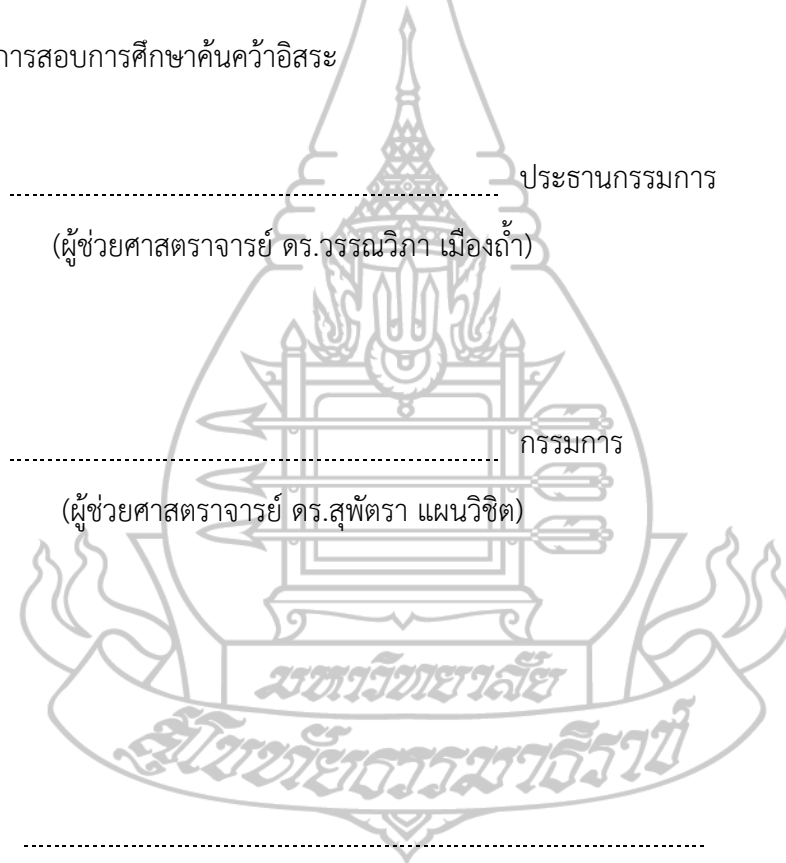 การสอบการศึกษาค้นคว้าอิสระ
ประธานกรรมการ
(ผู้ช่วยศาสตราจารย์ ดร.วรรณวิภา เมืองถ้ำ)
กรรมการ
(ผู้ช่วยศาสตราจารย์ ดร.สุพัตรา แผนวิชิต)
มหาวิทยาลัย
สุโขทัยธรรมาธิราช